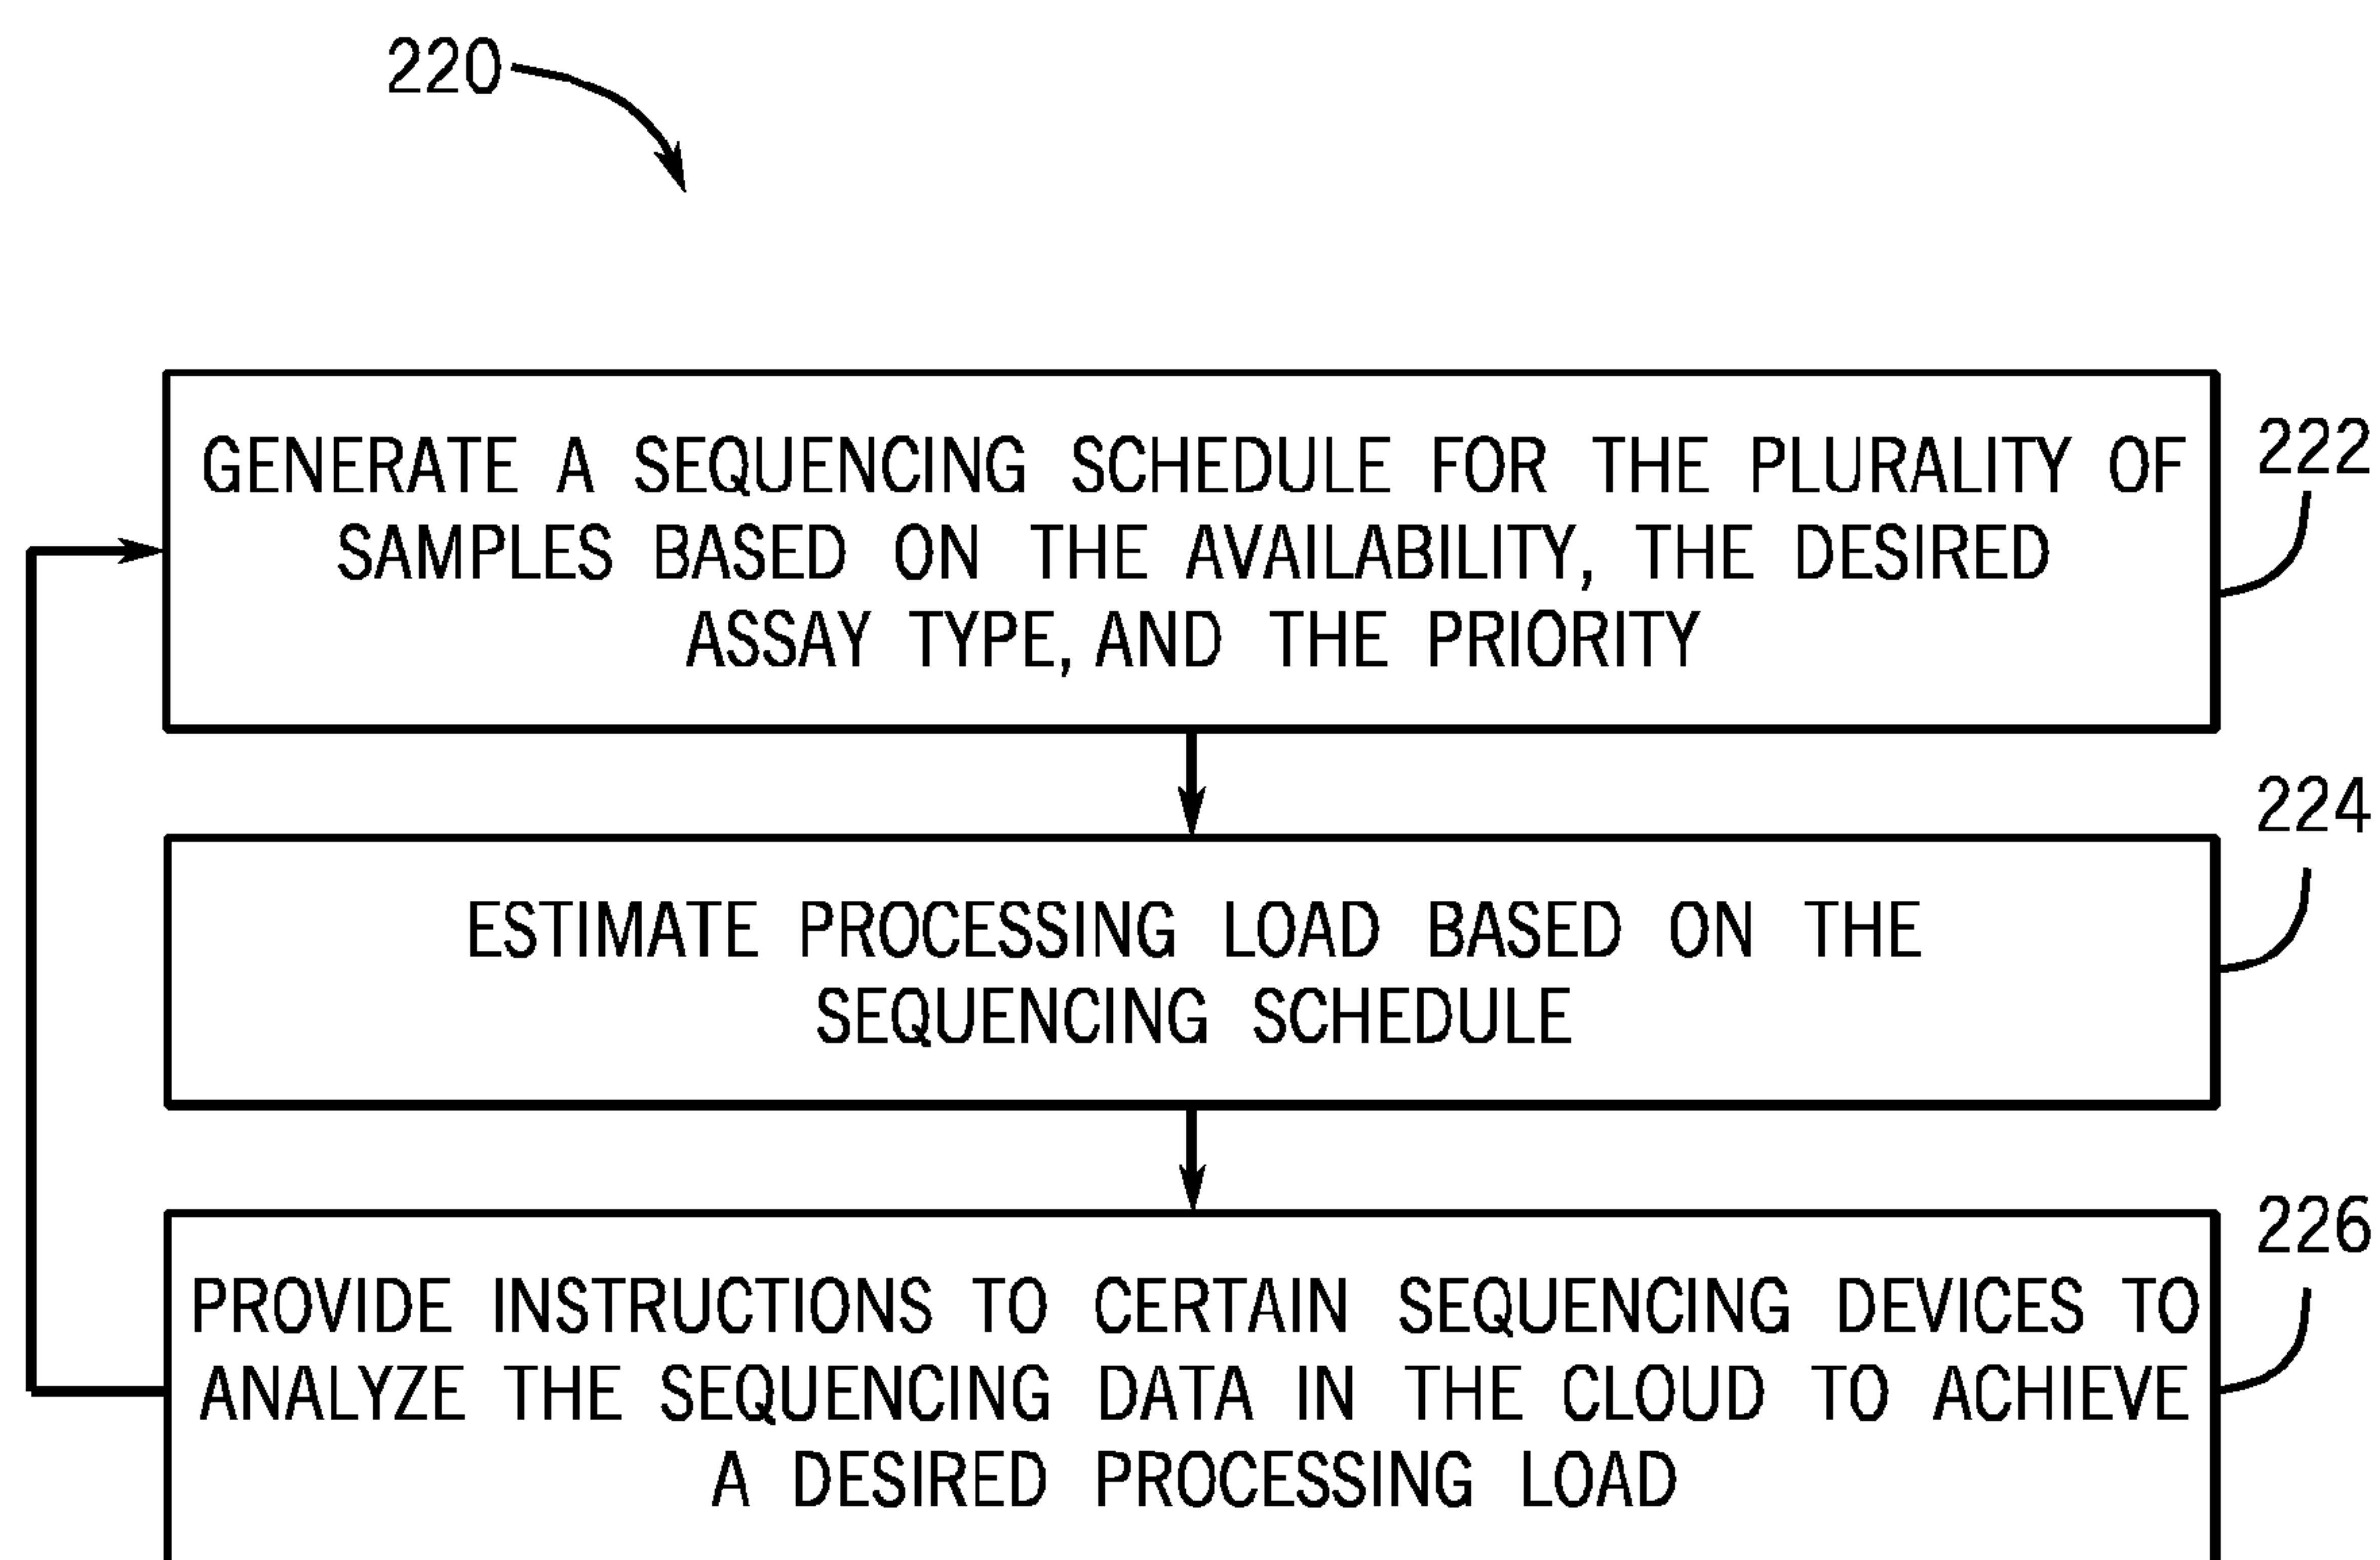 220
GENERATE A SEQUENCING SCHEDULE FOR THE PLURALITY OF
SAMPLES BASED ON THE AVAILABILITY, THE DESIRED
ASSAY TYPE, AND THE PRIORITY
222
224
ESTIMATE PROCESSING LOAD BASED ON THE
SEQUENCING SCHEDULE
226
PROVIDE INSTRUCTIONS TO CERTAIN SEQUENCING DEVICES TO
ANALYZE THE SEQUENCING DATA IN THE CLOUD TO ACHIEVE
A DESIRED PROCESSING LOAD